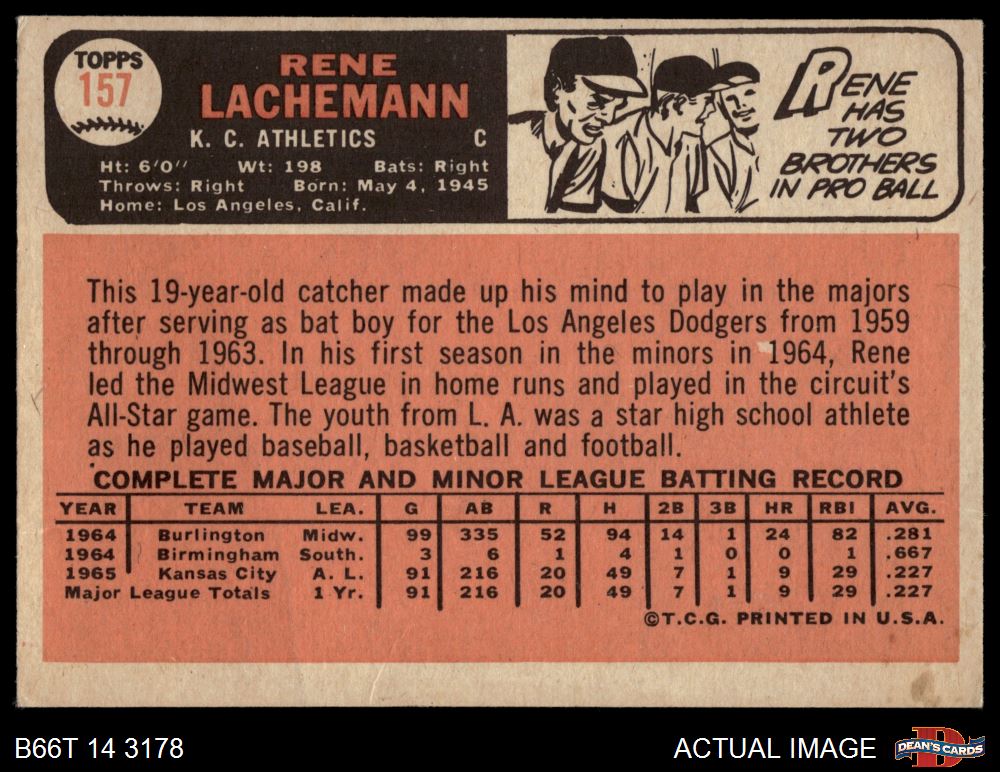 TOPPS
157
RENE
LACHEMANN
K. C. ATHLETICS C
Ht: 6'0" Wt: 198 Bats: Right
Throws: Right Born: May 4, 1945
Home: Los Angeles, Calif.
RENE
HAS
TWO
BROTHERS
IN PRO BALL
This 19-year-old catcher made up his mind to play in the majors
after serving as bat boy for the Los Angeles Dodgers from 1959
through 1963. In his first season in the minors in 1964, Rene
led the Midwest League in home runs and played in the circuit's
All-Star game. The youth from L. A. was a star high school athlete
as he played baseball, basketball and football.
COMPLETE MAJOR AND MINOR LEAGUE BATTING RECORD
YEAR TEAM LEA. G AB R H 2B 3B HR RBI AVG.
1964 Burlington Midw. 99 335 52 94 14 1 24 82 .281
1964 Birmingham South. 3 6 1 4 1 0 0 1 .667
1965 Kansas City A. L. 91 216 20 49 7 1 9 29 .227
Major League Totals 1 Yr. 91 216 20 49 7 1 9 29 .227
©T.C.G. PRINTED IN U.S.A.
B66T 14 3178
ACTUAL IMAGE
DEAN'S CARDS